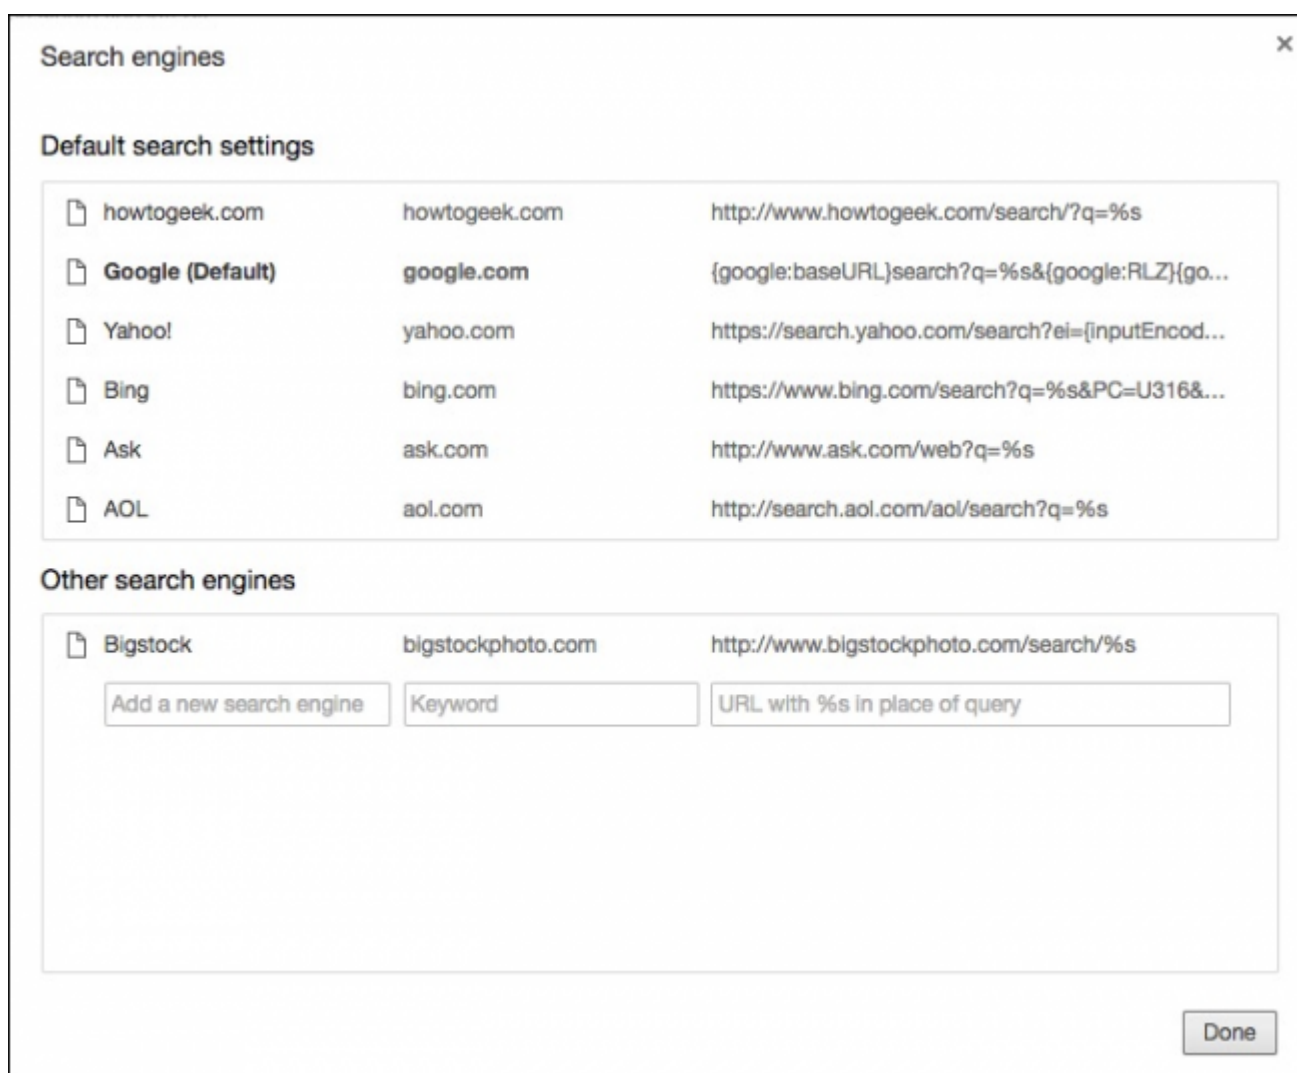 Search engines
Default search settings
howtogeek.com howtogeek.com http://www.howtogeek.com/search/?q=%s
Google (Default) google.com {google:baseURL}search?q=%s&{google:RLZ}{go...
Yahoo! yahoo.com https://search.yahoo.com/search?ei={inputEncod...
Bing bing.com https://www.bing.com/search?q=%s&PC=U316&...
Ask ask.com http://www.ask.com/web?q=%s
AOL aol.com http://search.aol.com/aol/search?q=%s
Other search engines
Bigstock bigstockphoto.com http://www.bigstockphoto.com/search/%s
Add a new search engine Keyword URL with %s in place of query
Done